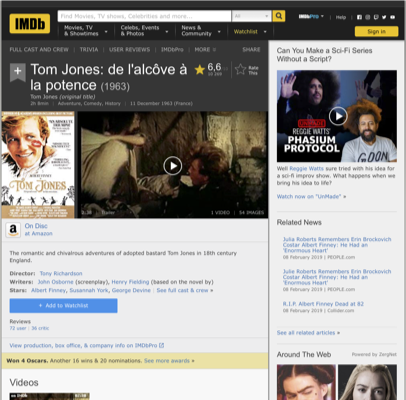 IMDb
Find Movies, TV shows, Celebrities and more...
All
Movies, TV
& Showtimes
Celebs, Events
& Photos
News &
Community
Watchlist
IMDbPro
Help
Sign in
FULL CAST AND CREW | TRIVIA | USER REVIEWS | IMDbPro | MORE
SHARE
Tom Jones: de l'alcôve à
la potence (1963)
Tom Jones (original title)
2h 8min | Adventure, Comedy, History | 11 December 1963 (France)
6,6
Rate
This
TOM JONES
2:38 | Trailer
1 VIDEO | 54 IMAGES
On Disc
at Amazon
The romantic and chivalrous adventures of adopted bastard Tom Jones in 18th century
England.
Director: Tony Richardson
Writers: John Osborne (screenplay), Henry Fielding (based on the novel by)
Stars: Albert Finney, Susannah York, George Devine | See full cast & crew »
+ Add to Watchlist
Reviews
72 user | 36 critic
View production, box office, & company info on IMDbPro
Won 4 Oscars. Another 16 wins & 20 nominations. See more awards »
Videos
Can You Make a Sci-Fi Series
Without a Script?
REGGIE WATTS'
PHASIUM
PROTOCOL
GOON
Well Reggie Watts sure tried with his idea for
a sci-fi improv show. What happens when we
bring his idea to life?
Watch now on "UnMade" »
Related News
Julia Roberts Remembers Erin Brockovich
Costar Albert Finney: He Had an
'Enormous Heart'
08 February 2019 | PEOPLE.com
Julia Roberts Remembers Erin Brockovich
Costar Albert Finney: He Had an
'Enormous Heart'
08 February 2019 | PEOPLE.com
R.I.P. Albert Finney Dead at 82
08 February 2019 | Collider.com
See all related articles »
Around The Web
Powered by ZergNet